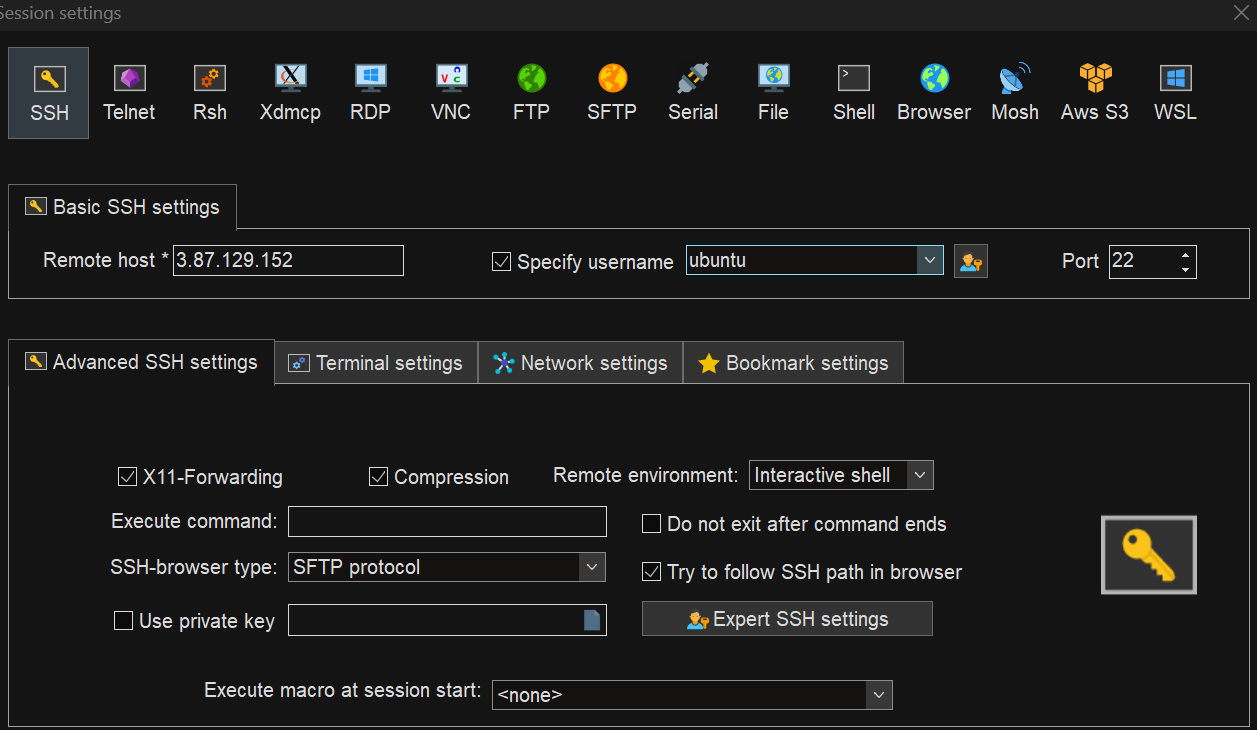 Session settings
SSH Telnet Rsh Xdmcp RDP VNC FTP SFTP Serial File Shell Browser Mosh Aws S3 WSL
Basic SSH settings
Remote host * 3.87.129.152 Specify username ubuntu Port 22
Advanced SSH settings Terminal settings Network settings Bookmark settings
X11-Forwarding Compression Remote environment: Interactive shell
Execute command: Do not exit after command ends
SSH-browser type: SFTP protocol Try to follow SSH path in browser
Use private key Expert SSH settings
Execute macro at session start: <none>